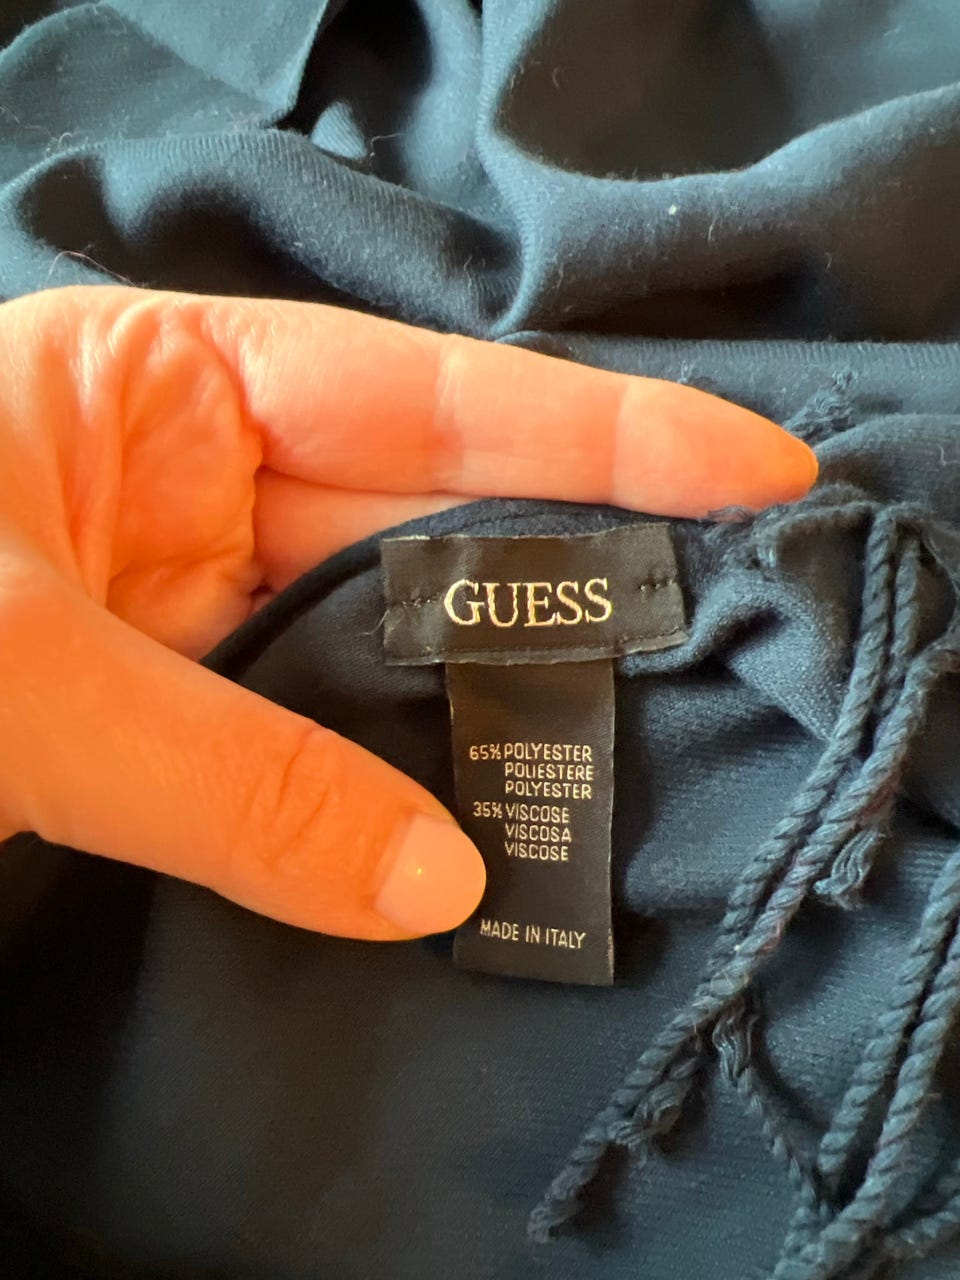 GUESS
65% POLYESTER
POLIESTERE
POLYESTER
35% VISCOSE
VISCOSA
VISCOSE
MADE IN ITALY